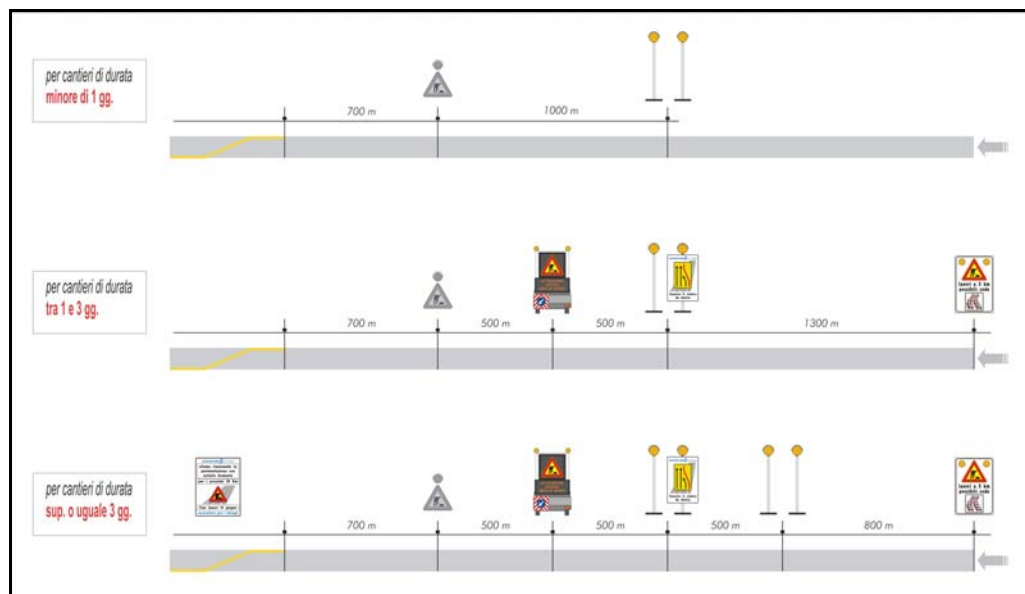 per cantieri di durata
minore di 1 gg.
700 m
1000 m
per cantieri di durata
tra 1 e 3 gg.
lavori a 3 km
possibili code
700 m
500 m
500 m
1300 m
per cantieri di durata
sup. o uguale 3 gg.
lavori a 3 km
possibili code
700 m
500 m
500 m
500 m
800 m